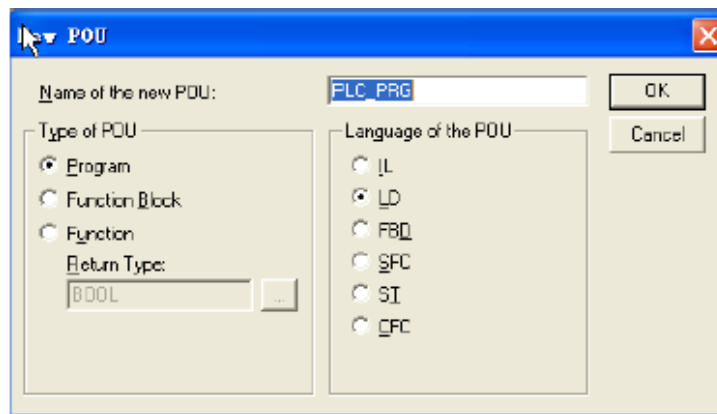 New POU
Name of the new POU:
PLC_PRG
OK
Cancel
Type of POU
Program
Function Block
Function
Return Type:
BOOL
...
Language of the POU
IL
LD
FBD
SFC
ST
CFC